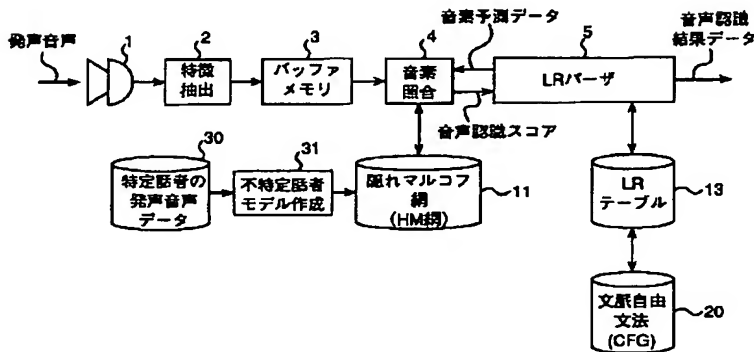 発声音声
1
特徴
抽出
2
バッファ
メモリ
3
音素
照合
4
音素予測データ
音声認識スコア
LRパーザ
5
音声認識
結果データ
特定話者の
発声音声
データ
30
不特定話者
モデル作成
31
隠れマルコフ
網
(HM網)
11
LR
テーブル
13
文脈自由
文法
(CFG)
20